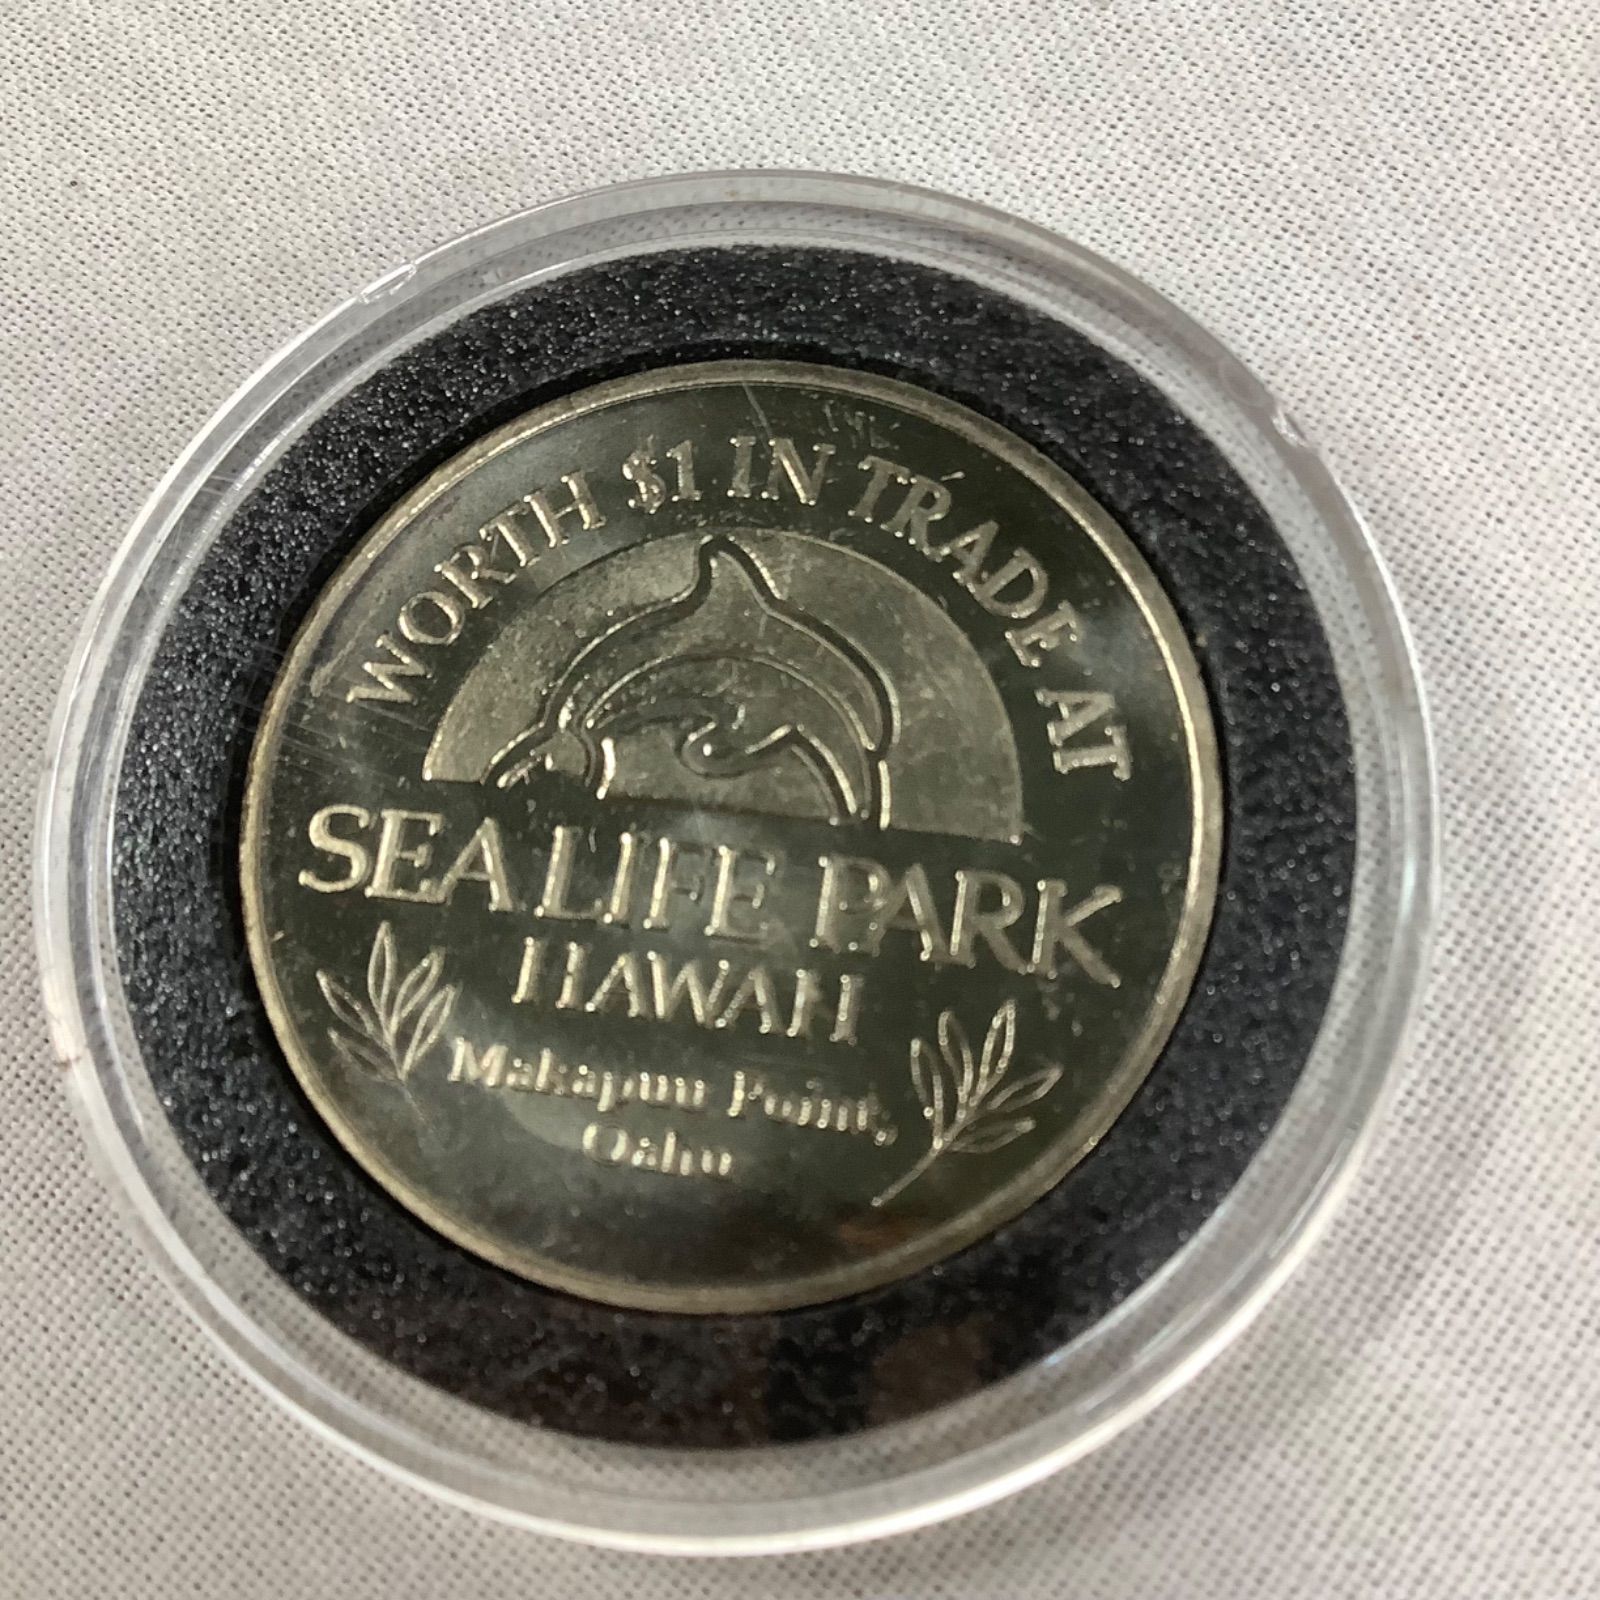 WORTH $1 IN TRADE AT
SEA LIFE PARK
HAWAII
Makapuu Point,
Oahu